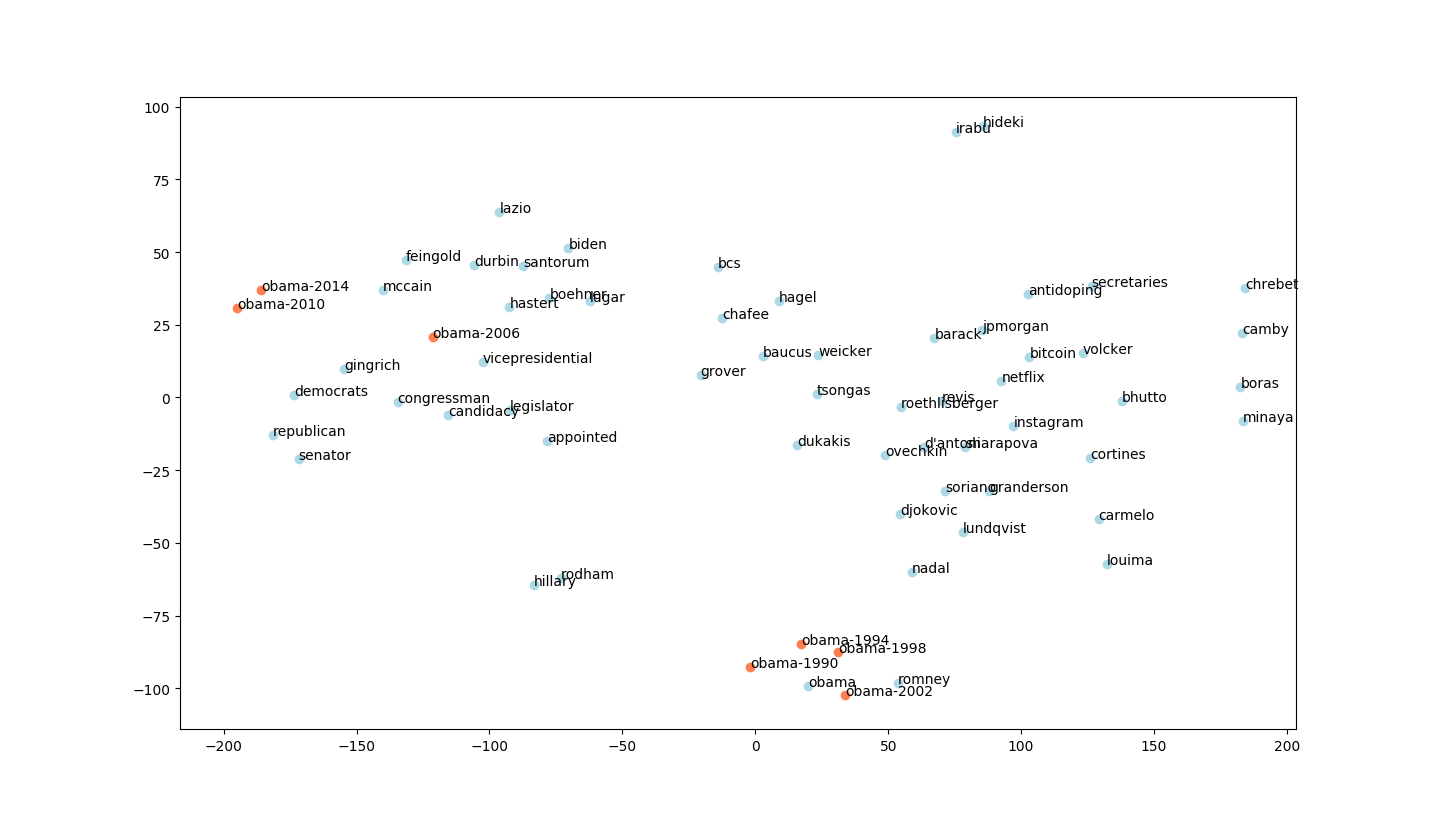 100
75
50
25
0
−25
−50
−75
−100
hideki
irabu
lazio
biden
feingold
durbin
santorum
bcs
obama-2014
mccain
obama-2010
boehner
lugar
hastert
hagel
chafee
antidoping
secretaries
chrebet
obama-2006
barack
jpmorgan
camby
vicepresidential
gingrich
grover
baucus
weicker
bitcoin
volcker
netflix
democrats
congressman
candidacy
legislator
tsongas
roethlisberger
revis
bhutto
boras
republican
senator
appointed
dukakis
ovechkin
d'antoni
sharapova
instagram
cortines
minaya
soriano
granderson
djokovic
lundqvist
carmelo
nadal
louima
hillary
rodham
obama-1994
obama-1998
obama-1990
obama
romney
obama-2002
−200
−150
−100
−50
0
50
100
150
200